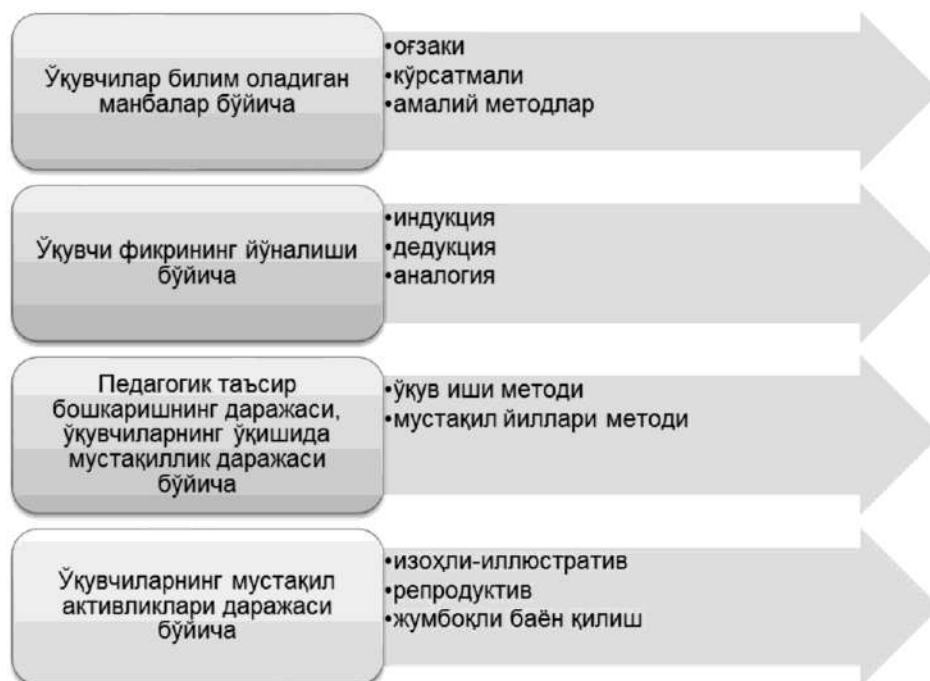 Ўқувчилар билим оладиган
манбалар бўйича
•оғзаки
•кўрсатмали
•амалий методлар
Ўқувчи фикрининг йўналиши
бўйича
•индукция
•дедукция
•аналогия
Педагогик таъсир
бошкаришнинг даражаси,
ўқувчиларнинг ўқишида
мустақиллик даражаси
бўйича
•ўқув иши методи
•мустақил йиллари методи
Ўқувчиларнинг мустақил
активликлари даражаси
бўйича
•изоҳли-иллюстратив
•репродуктив
•жумбоқли баён қилиш